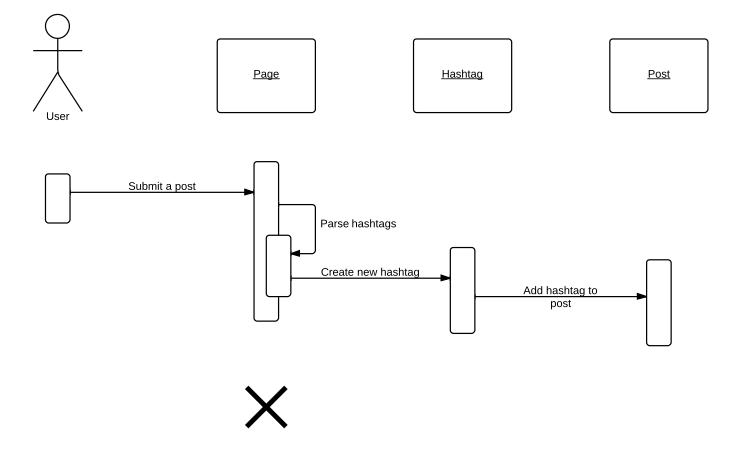 User
Page
Hashtag
Post
Submit a post
Parse hashtags
Create new hashtag
Add hashtag to
post